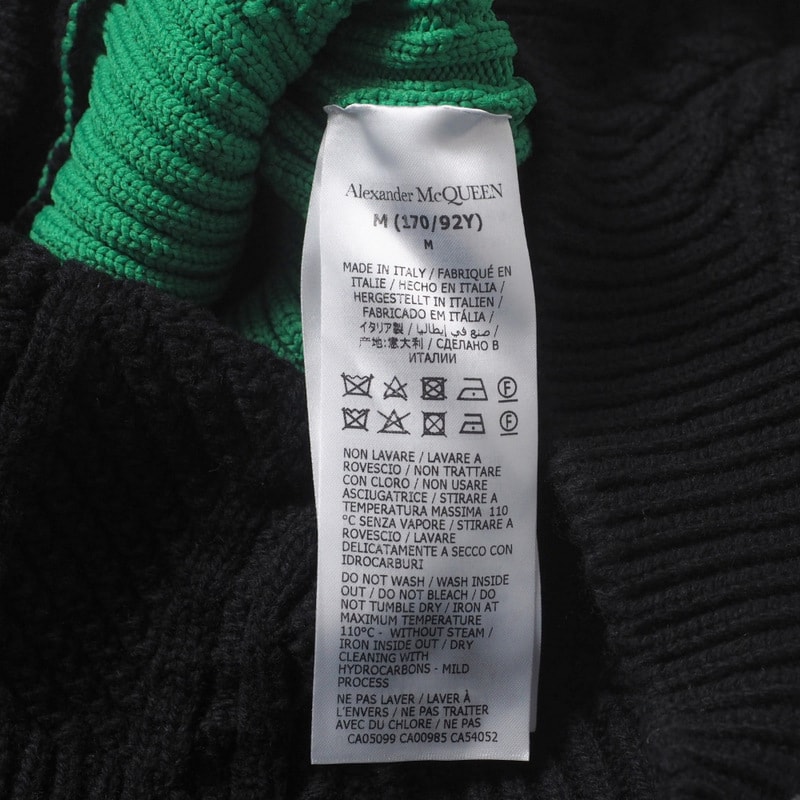 Alexander McQUEEN
M (170/92Y)
M
MADE IN ITALY / FABRIQUÉ EN
ITALIE / HECHO EN ITALIA /
HERGESTELLT IN ITALIEN /
FABRICADO EM ITÁLIA /
イタリア製 / صنع في إيطاليا /
产地:意大利 / СДЕЛАНО В
ИТАЛИИ
F
F
NON LAVARE / LAVARE A
ROVESCIO / NON TRATTARE
CON CLORO / NON USARE
ASCIUGATRICE / STIRARE A
TEMPERATURA MASSIMA 110
°C SENZA VAPORE / STIRARE A
ROVESCIO / LAVARE
DELICATAMENTE A SECCO CON
IDROCARBURI
DO NOT WASH / WASH INSIDE
OUT / DO NOT BLEACH / DO
NOT TUMBLE DRY / IRON AT
MAXIMUM TEMPERATURE
110°C - WITHOUT STEAM /
IRON INSIDE OUT / DRY
CLEANING WITH
HYDROCARBONS - MILD
PROCESS
NE PAS LAVER / LAVER À
L'ENVERS / NE PAS TRAITER
AVEC DU CHLORE / NE PAS
CA05099 CA00985 CA54052